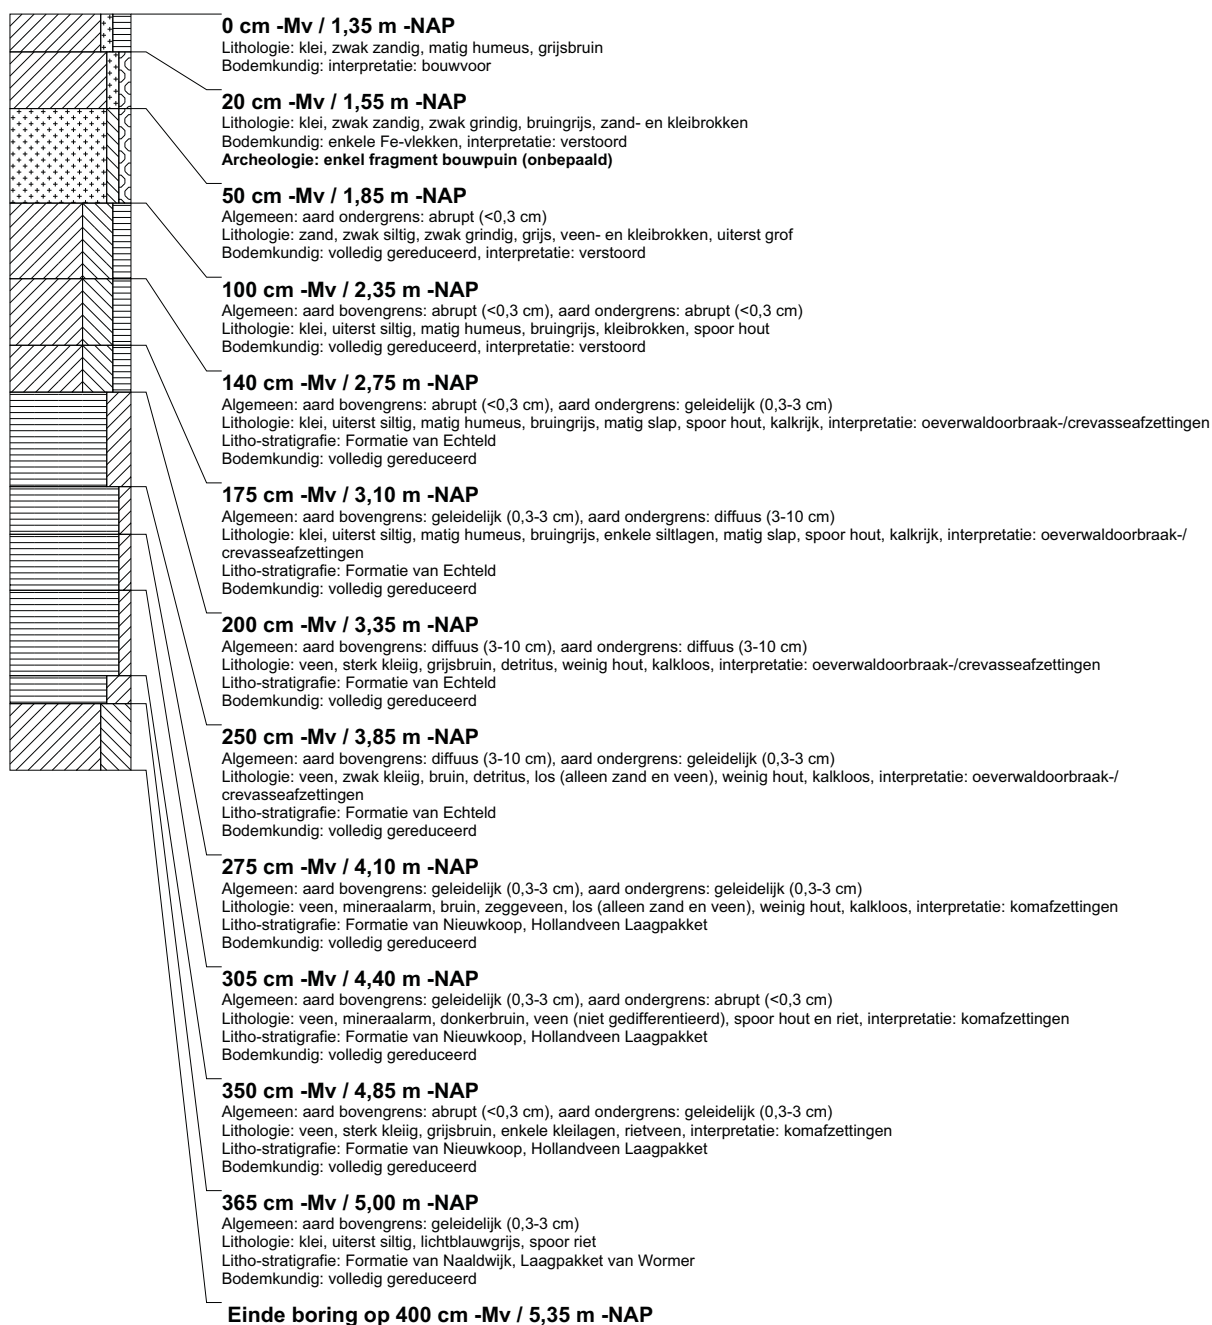 0 cm -Mv / 1,35 m -NAP
Lithologie: klei, zwak zandig, matig humeus, grijsbruin
Bodemkundig: interpretatie: bouwvoor
20 cm -Mv / 1,55 m -NAP
Lithologie: klei, zwak zandig, zwak grindig, bruingrijs, zand- en kleibrokken
Bodemkundig: enkele Fe-vlekken, interpretatie: verstoord
Archeologie: enkel fragment bouwpuin (onbepaald)
50 cm -Mv / 1,85 m -NAP
Algemeen: aard ondergrens: abrupt (<0,3 cm)
Lithologie: zand, zwak siltig, zwak grindig, grijs, veen- en kleibrokken, uiterst grof
Bodemkundig: volledig gereduceerd, interpretatie: verstoord
100 cm -Mv / 2,35 m -NAP
Algemeen: aard bovengrens: abrupt (<0,3 cm), aard ondergrens: abrupt (<0,3 cm)
Lithologie: klei, uiterst siltig, matig humeus, bruingrijs, kleibrokken, spoor hout
Bodemkundig: volledig gereduceerd, interpretatie: verstoord
140 cm -Mv / 2,75 m -NAP
Algemeen: aard bovengrens: abrupt (<0,3 cm), aard ondergrens: geleidelijk (0,3-3 cm)
Lithologie: klei, uiterst siltig, matig humeus, bruingrijs, matig slap, spoor hout, kalkrijk, interpretatie: oeverwaldoorbraak-/crevasseafzettingen
Litho-stratigrafie: Formatie van Echteld
Bodemkundig: volledig gereduceerd
175 cm -Mv / 3,10 m -NAP
Algemeen: aard bovengrens: geleidelijk (0,3-3 cm), aard ondergrens: diffuus (3-10 cm)
Lithologie: klei, uiterst siltig, matig humeus, bruingrijs, enkele siltlagen, matig slap, spoor hout, kalkrijk, interpretatie: oeverwaldoorbraak-/
crevasseafzettingen
Litho-stratigrafie: Formatie van Echteld
Bodemkundig: volledig gereduceerd
200 cm -Mv / 3,35 m -NAP
Algemeen: aard bovengrens: diffuus (3-10 cm), aard ondergrens: diffuus (3-10 cm)
Lithologie: veen, sterk kleiig, grijsbruin, detritus, weinig hout, kalkloos, interpretatie: oeverwaldoorbraak-/crevasseafzettingen
Litho-stratigrafie: Formatie van Echteld
Bodemkundig: volledig gereduceerd
250 cm -Mv / 3,85 m -NAP
Algemeen: aard bovengrens: diffuus (3-10 cm), aard ondergrens: geleidelijk (0,3-3 cm)
Lithologie: veen, zwak kleiig, bruin, detritus, los (alleen zand en veen), weinig hout, kalkloos, interpretatie: oeverwaldoorbraak-/
crevasseafzettingen
Litho-stratigrafie: Formatie van Echteld
Bodemkundig: volledig gereduceerd
275 cm -Mv / 4,10 m -NAP
Algemeen: aard bovengrens: geleidelijk (0,3-3 cm), aard ondergrens: geleidelijk (0,3-3 cm)
Lithologie: veen, mineraalarm, bruin, zeggeveen, los (alleen zand en veen), weinig hout, kalkloos, interpretatie: komafzettingen
Litho-stratigrafie: Formatie van Nieuwkoop, Hollandveen Laagpakket
Bodemkundig: volledig gereduceerd
305 cm -Mv / 4,40 m -NAP
Algemeen: aard bovengrens: geleidelijk (0,3-3 cm), aard ondergrens: abrupt (<0,3 cm)
Lithologie: veen, mineraalarm, donkerbruin, veen (niet gedifferentieerd), spoor hout en riet, interpretatie: komafzettingen
Litho-stratigrafie: Formatie van Nieuwkoop, Hollandveen Laagpakket
Bodemkundig: volledig gereduceerd
350 cm -Mv / 4,85 m -NAP
Algemeen: aard bovengrens: abrupt (<0,3 cm), aard ondergrens: geleidelijk (0,3-3 cm)
Lithologie: veen, sterk kleiig, grijsbruin, enkele kleilagen, rietveen, interpretatie: komafzettingen
Litho-stratigrafie: Formatie van Nieuwkoop, Hollandveen Laagpakket
Bodemkundig: volledig gereduceerd
365 cm -Mv / 5,00 m -NAP
Algemeen: aard bovengrens: geleidelijk (0,3-3 cm)
Lithologie: klei, uiterst siltig, lichtblauwgrijs, spoor riet
Litho-stratigrafie: Formatie van Naaldwijk, Laagpakket van Wormer
Bodemkundig: volledig gereduceerd
Einde boring op 400 cm -Mv / 5,35 m -NAP